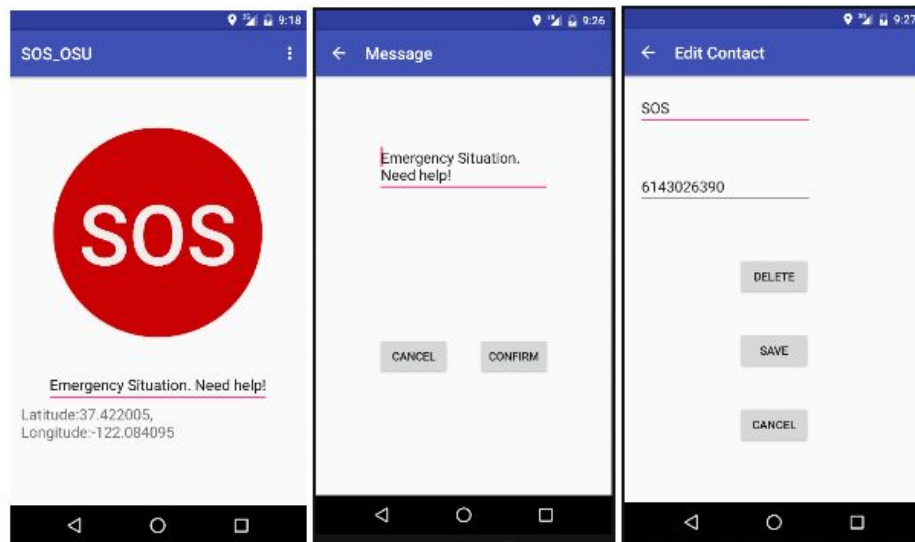 9:18
SOS_OSU
SOS
Emergency Situation. Need help!
Latitude:37.422005,
Longitude:-122.084095
9:26
Message
Emergency Situation.
Need help!
CANCEL
CONFIRM
9:27
Edit Contact
SOS
6143026390
DELETE
SAVE
CANCEL